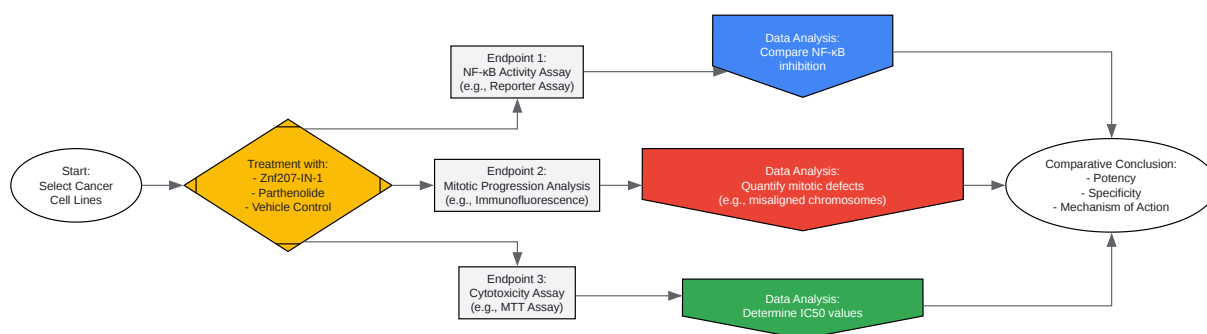 Start:
Select Cancer
Cell Lines
Treatment with:
- Znf207-IN-1
- Parthenolide
- Vehicle Control
Endpoint 1:
NF-κB Activity Assay
(e.g., Reporter Assay)
Data Analysis:
Compare NF-κB
inhibition
Endpoint 2:
Mitotic Progression Analysis
(e.g., Immunofluorescence)
Data Analysis:
Quantify mitotic defects
(e.g., misaligned chromosomes)
Endpoint 3:
Cytotoxicity Assay
(e.g., MTT Assay)
Data Analysis:
Determine IC50 values
Comparative Conclusion:
- Potency
- Specificity
- Mechanism of Action